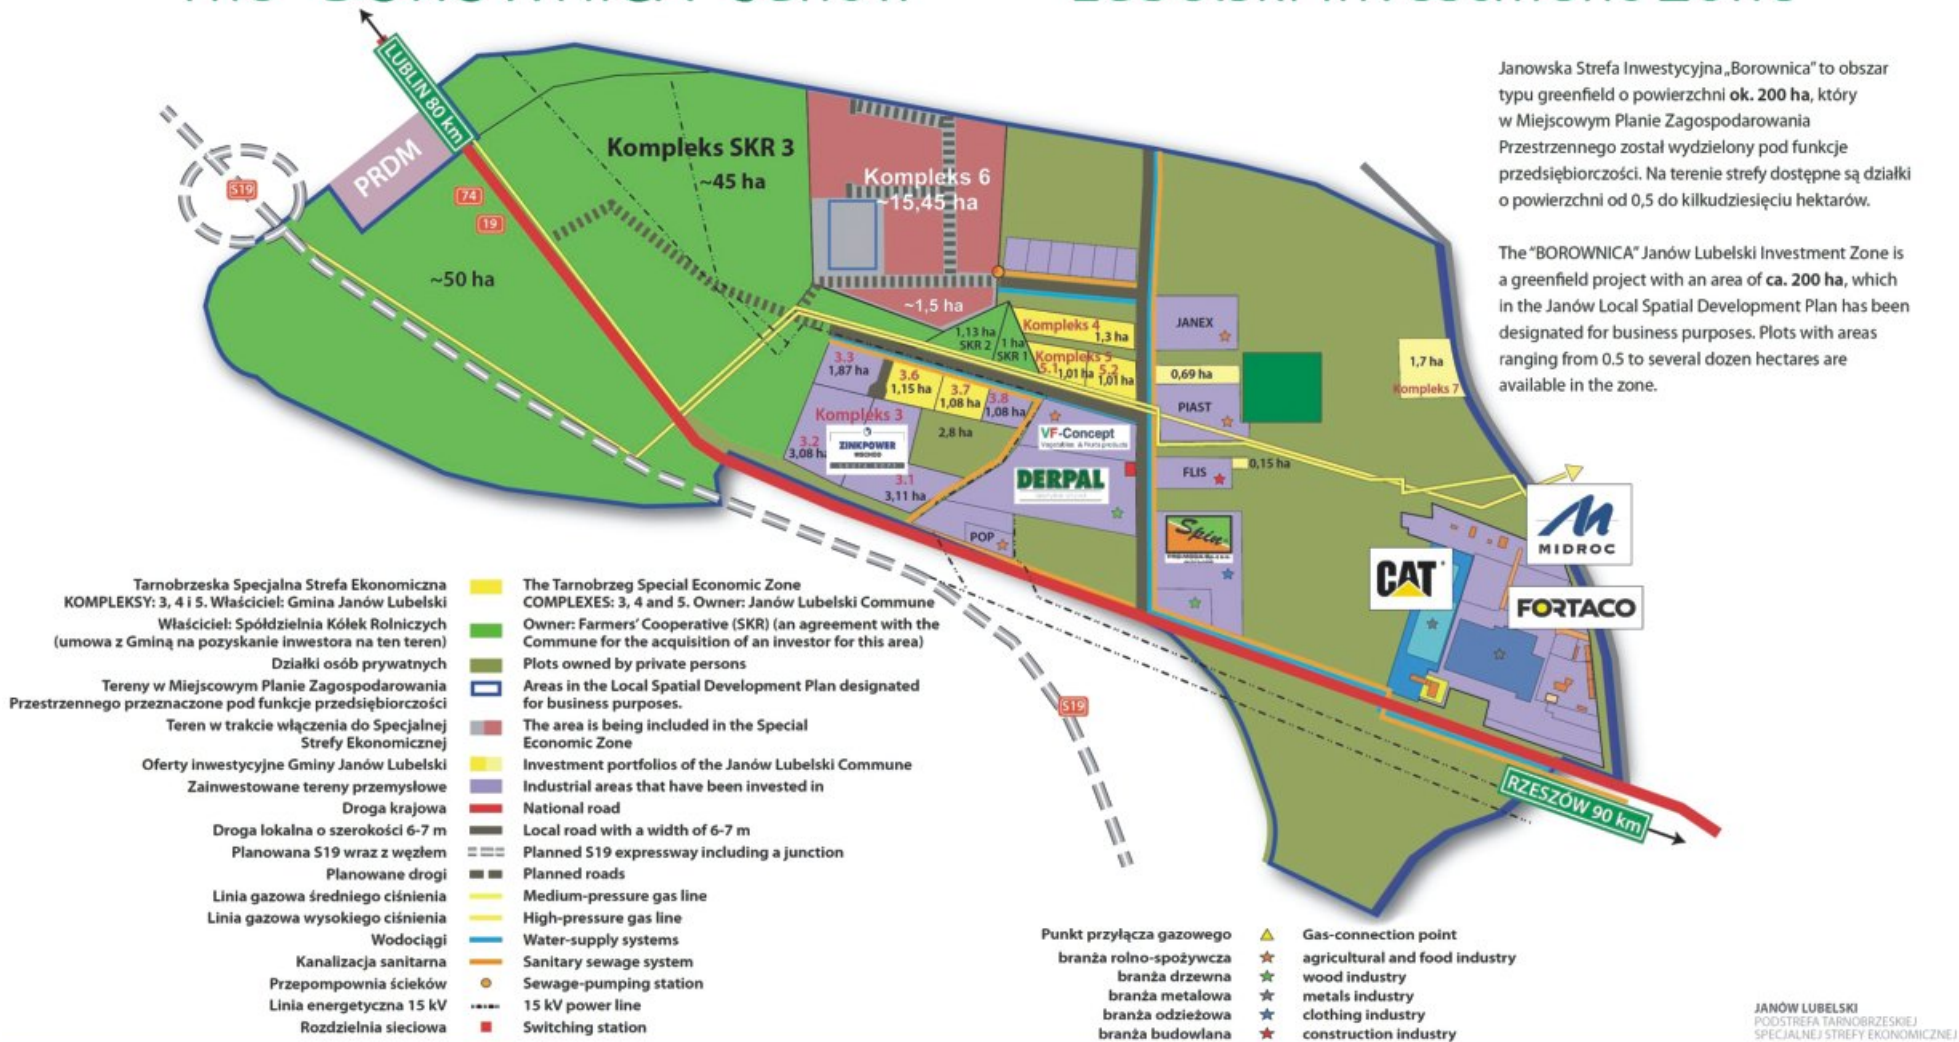 LUBLIN 80 km
S19
PRDM
74
19
~50 ha
Kompleks SKR 3
~45 ha
Kompleks 6
~15,45 ha
~1,5 ha
1,13 ha
SKR 2
1 ha
SKR 1
Kompleks 4
1,3 ha
Kompleks 5
5.1
1,01 ha
5.2
1,01 ha
3.3
1,87 ha
3.6
1,15 ha
3.7
1,08 ha
3.8
1,08 ha
Kompleks 3
3.2
3,08 ha
ZINKPOWER
WSCHÓD
2,8 ha
3.1
3,11 ha
VF-Concept
DERPAL
POP
JANEX
0,69 ha
PIAST
FLIS
0,15 ha
Spin
1,7 ha
Kompleks 7
MIDROC
CAT
FORTACO
S19
RZESZÓW 90 km
Janowska Strefa Inwestycyjna „Borownica” to obszar
typu greenfield o powierzchni ok. 200 ha, który
w Miejscowym Planie Zagospodarowania
Przestrzennego został wydzielony pod funkcje
przedsiębiorczości. Na terenie strefy dostępne są działki
o powierzchni od 0,5 do kilkudziesięciu hektarów.
The “BOROWNICA” Janów Lubelski Investment Zone is
a greenfield project with an area of ca. 200 ha, which
in the Janów Local Spatial Development Plan has been
designated for business purposes. Plots with areas
ranging from 0.5 to several dozen hectares are
available in the zone.
Tarnobrzeska Specjalna Strefa Ekonomiczna
KOMPLEKSY: 3, 4 i 5. Właściciel: Gmina Janów Lubelski
The Tarnobrzeg Special Economic Zone
COMPLEXES: 3, 4 and 5. Owner: Janów Lubelski Commune
Właściciel: Spółdzielnia Kółek Rolniczych
(umowa z Gminą na pozyskanie inwestora na ten teren)
Owner: Farmers' Cooperative (SKR) (an agreement with the
Commune for the acquisition of an investor for this area)
Działki osób prywatnych
Plots owned by private persons
Tereny w Miejscowym Planie Zagospodarowania
Przestrzennego przeznaczone pod funkcje przedsiębiorczości
Areas in the Local Spatial Development Plan designated
for business purposes.
Teren w trakcie włączenia do Specjalnej
Strefy Ekonomicznej
The area is being included in the Special
Economic Zone
Oferty inwestycyjne Gminy Janów Lubelski
Investment portfolios of the Janów Lubelski Commune
Zainwestowane tereny przemysłowe
Industrial areas that have been invested in
Droga krajowa
National road
Droga lokalna o szerokości 6-7 m
Local road with a width of 6-7 m
Planowana S19 wraz z węzłem
Planned S19 expressway including a junction
Planowane drogi
Planned roads
Linia gazowa średniego ciśnienia
Medium-pressure gas line
Linia gazowa wysokiego ciśnienia
High-pressure gas line
Wodociągi
Water-supply systems
Kanalizacja sanitarna
Sanitary sewage system
Przepompownia ścieków
Sewage-pumping station
Linia energetyczna 15 kV
15 kV power line
Rozdzielnia sieciowa
Switching station
Punkt przyłącza gazowego
Gas-connection point
branża rolno-spożywcza
agricultural and food industry
branża drzewna
wood industry
branża metalowa
metals industry
branża odzieżowa
clothing industry
branża budowlana
construction industry
JANÓW LUBELSKI
PODSTREFA TARNOBRZESKIEJ
SPECJALNEJ STREFY EKONOMICZNEJ